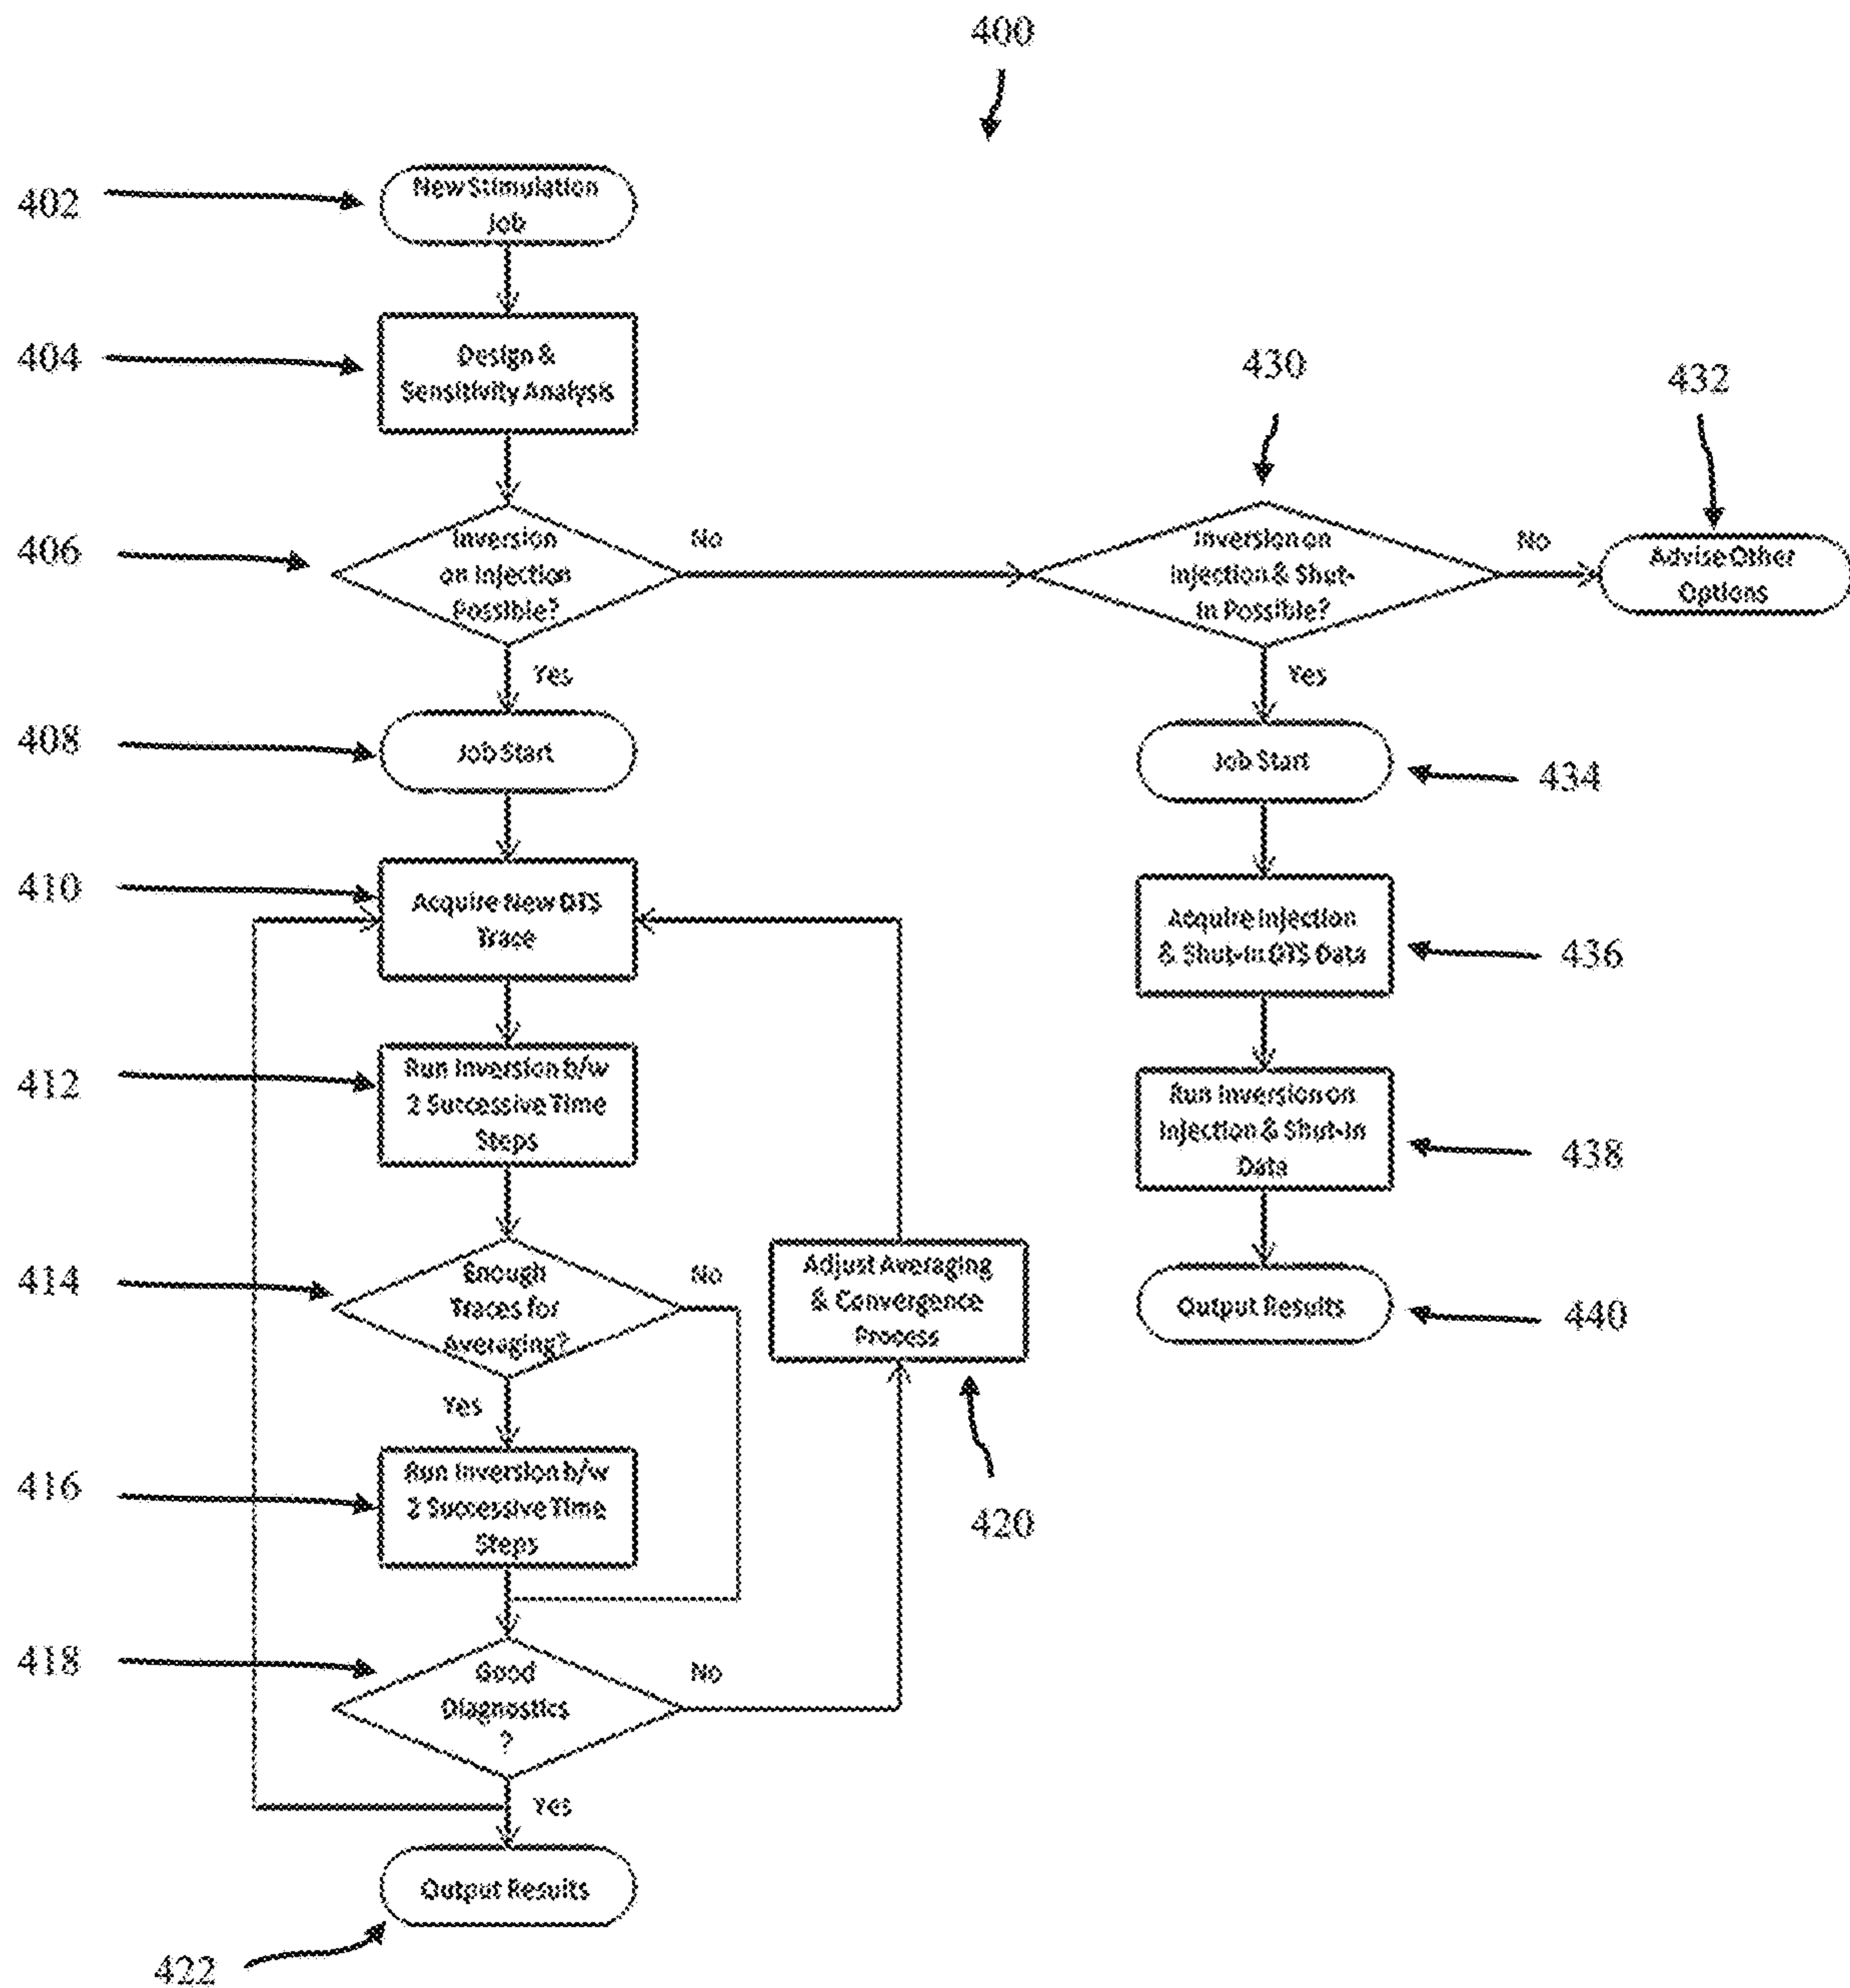 400
402
New Stimulation
Job
404
Design &
Sensitivity Analysis
430
432
406
Inversion
on Injection
Possible?
No
Inversion on
Injection & Shut-
In Possible?
No
Advise Other
Options
Yes
Yes
408
Job Start
Job Start
434
410
Acquire New DTS
Trace
Acquire Injection
& Shut-In DTS Data
436
412
Run Inversion b/w
2 Successive Time
Steps
Run Inversion on
Injection & Shut-In
Data
438
414
Enough
Traces for
Averaging?
No
Adjust Averaging
& Convergence
Process
Output Results
440
Yes
416
Run Inversion b/w
2 Successive Time
Steps
420
418
Good
Diagnostics
?
No
Yes
Output Results
422